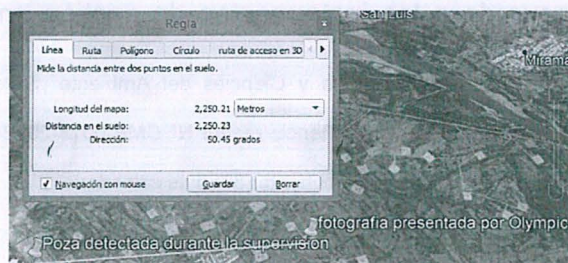 Regla
Línea Ruta Polígono Círculo ruta de acceso en 3D
Mide la distancia entre dos puntos en el suelo.
Longitud del mapa: 2,250.21 Metros
Distancia en el suelo: 2,250.23
Dirección: 50.45 grados
Navegación con mouse Guardar Borrar
San Luis
Mirama
fotografia presentada por Olympic
Poza detectada durante la supervision